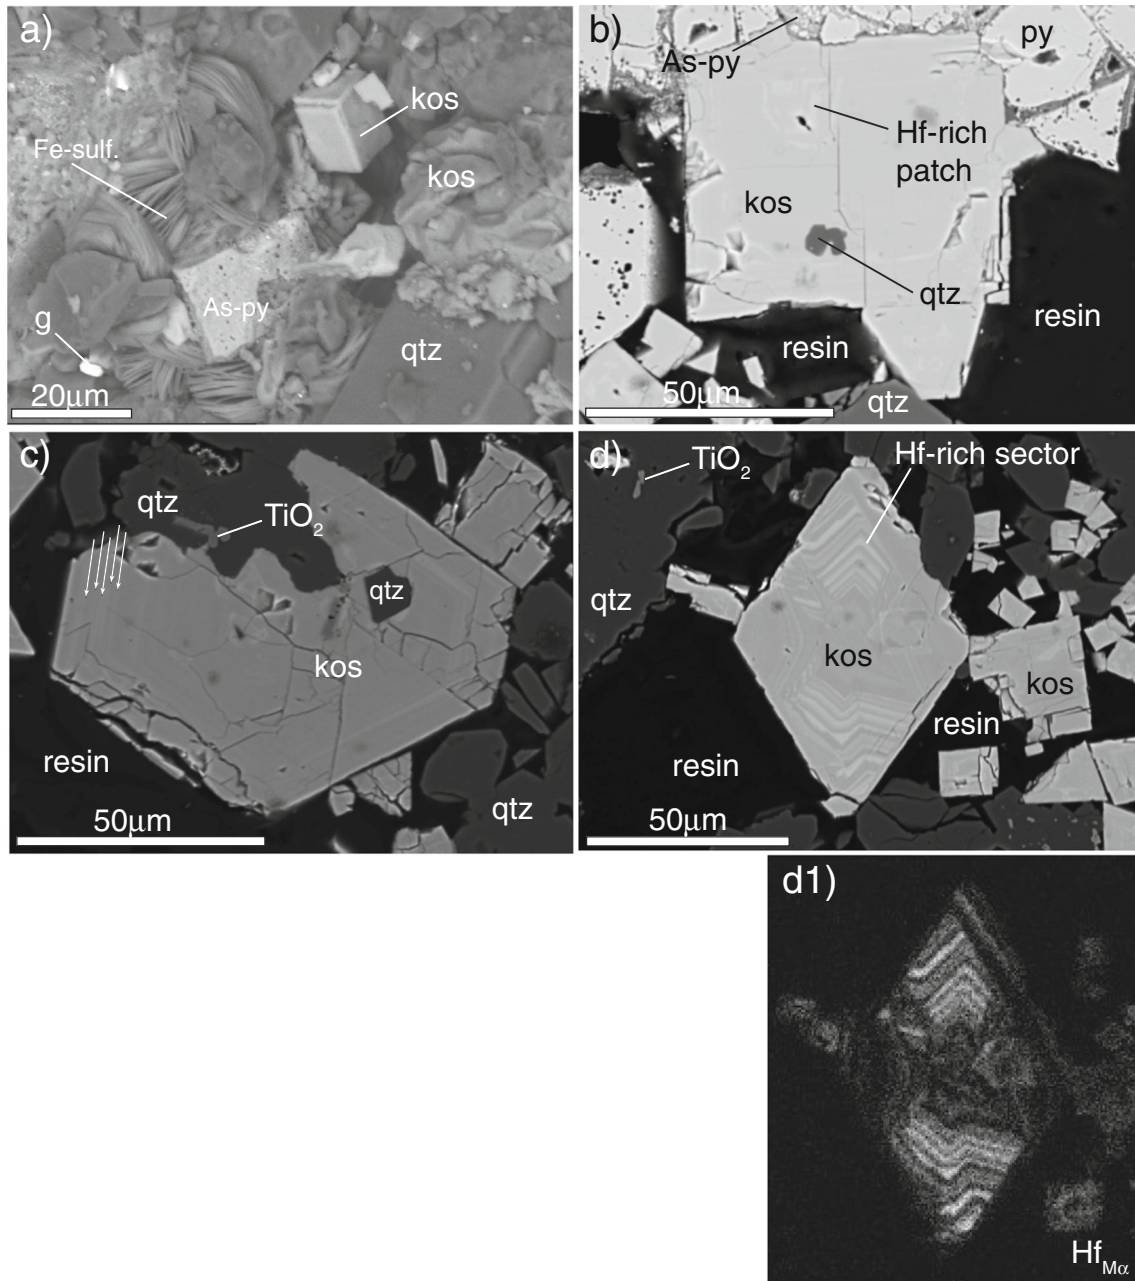 a)
kos
Fe-sulf.
kos
As-py
g
qtz
20μm
b)
py
As-py
Hf-rich
patch
kos
qtz
resin
resin
50μm
qtz
c)
qtz
TiO₂
qtz
kos
resin
50μm
qtz
d)
Hf-rich sector
TiO₂
qtz
kos
kos
resin
resin
50μm
d1)
Hf_Mα